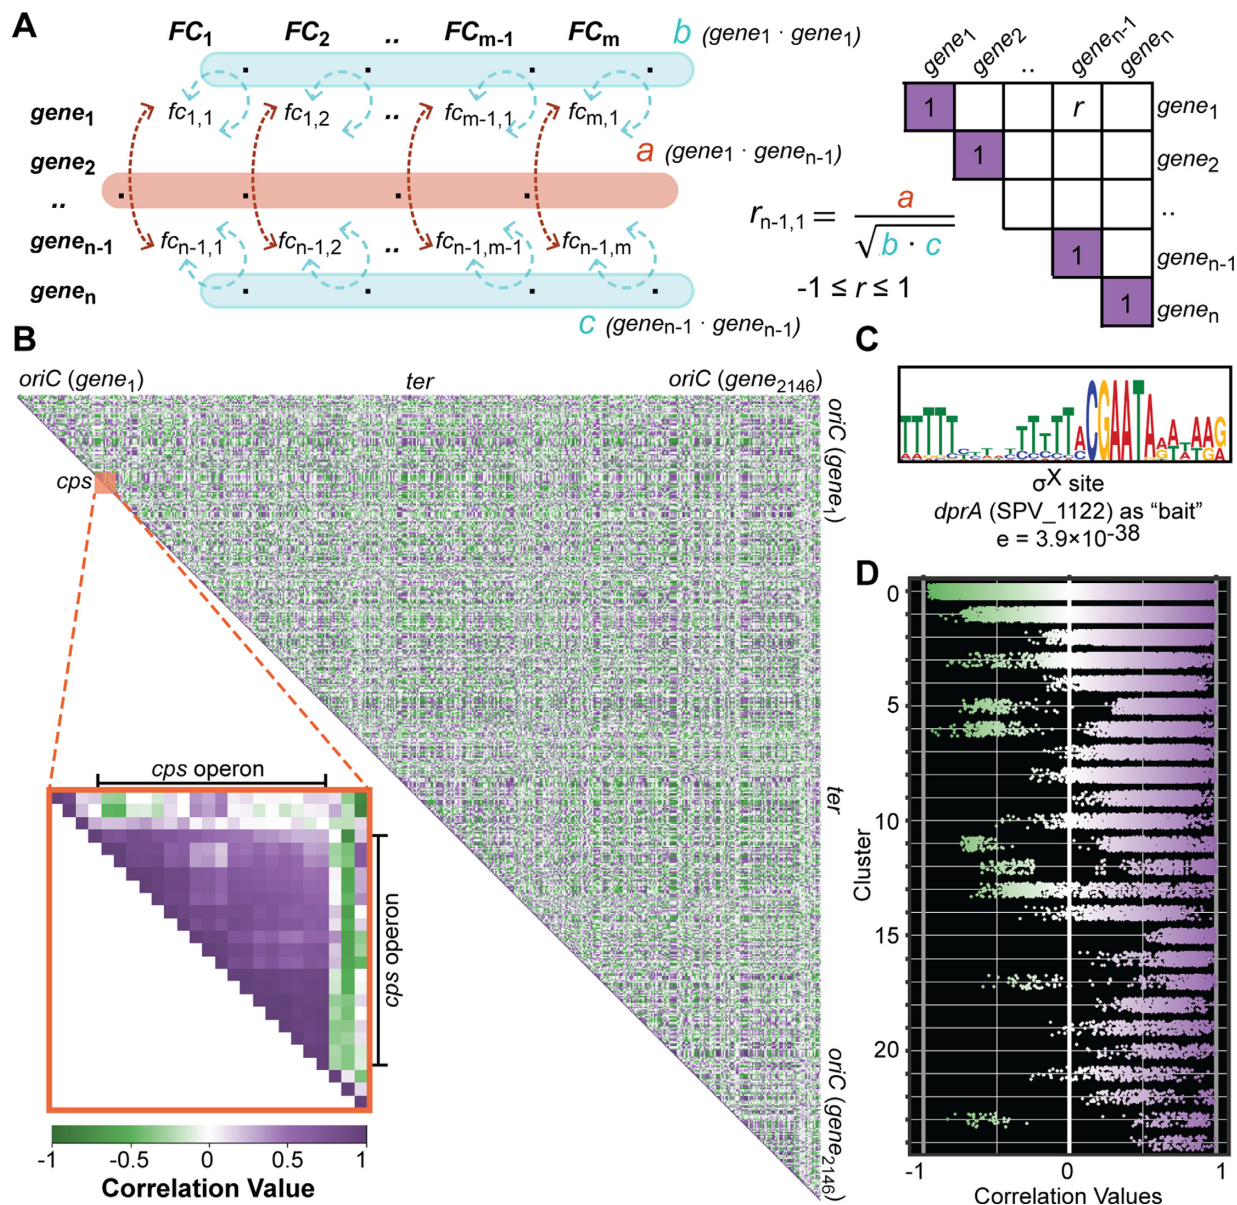 A
FC1 FC2 .. FCm-1 FCm
b (gene1 · gene1)
gene1 fc1,1 fc1,2 .. fcm-1,1 fcm,1
gene2
a (gene1 · genen-1)
..
genen-1 fcn-1,1 fcn-1,2 .. fcn-1,m-1 fcn-1,m
genen
c (genen-1 · genen-1)
rn-1,1 = a
√b · c
-1 ≤ r ≤ 1
gene1 gene2 .. genen-1 genen
1 r gene1
1 gene2
..
1 genen-1
1 genen
B
oriC (gene1) ter oriC (gene2146)
oriC (gene1)
cps
ter
oriC (gene2146)
cps operon
cps operon
-1 -0.5 0 0.5 1
Correlation Value
C
TTTT TTTTACGAATA AAG
σX site
dprA (SPV_1122) as “bait”
e = 3.9×10-38
D
0
5
10
15
20
Cluster
-1 0 1
Correlation Values